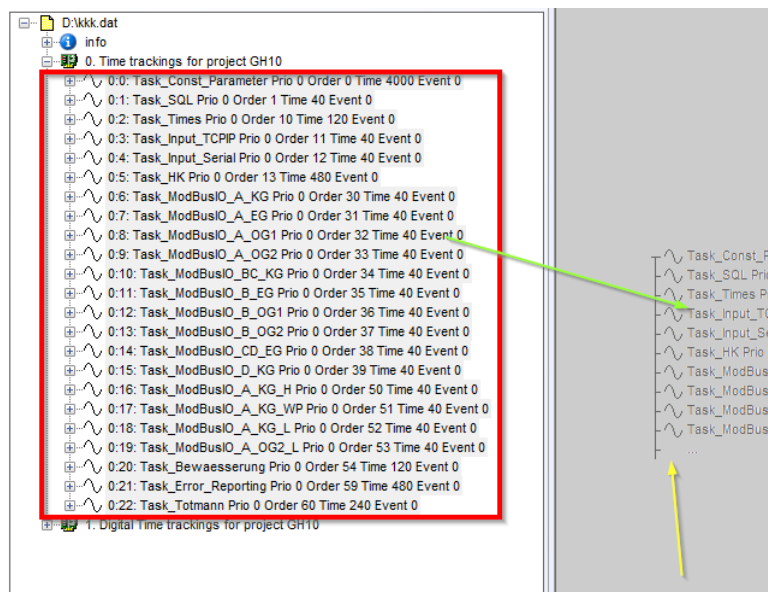 D:\kkk.dat
info
0. Time trackings for project GH10
0:0: Task_Const_Parameter Prio 0 Order 0 Time 4000 Event 0
0:1: Task_SQL Prio 0 Order 1 Time 40 Event 0
0:2: Task_Times Prio 0 Order 10 Time 120 Event 0
0:3: Task_Input_TCPIP Prio 0 Order 11 Time 40 Event 0
0:4: Task_Input_Serial Prio 0 Order 12 Time 40 Event 0
0:5: Task_HK Prio 0 Order 13 Time 480 Event 0
0:6: Task_ModBusIO_A_KG Prio 0 Order 30 Time 40 Event 0
0:7: Task_ModBusIO_A_EG Prio 0 Order 31 Time 40 Event 0
0:8: Task_ModBusIO_A_OG1 Prio 0 Order 32 Time 40 Event 0
0:9: Task_ModBusIO_A_OG2 Prio 0 Order 33 Time 40 Event 0
0:10: Task_ModBusIO_BC_KG Prio 0 Order 34 Time 40 Event 0
0:11: Task_ModBusIO_B_EG Prio 0 Order 35 Time 40 Event 0
0:12: Task_ModBusIO_B_OG1 Prio 0 Order 36 Time 40 Event 0
0:13: Task_ModBusIO_B_OG2 Prio 0 Order 37 Time 40 Event 0
0:14: Task_ModBusIO_CD_EG Prio 0 Order 38 Time 40 Event 0
0:15: Task_ModBusIO_D_KG Prio 0 Order 39 Time 40 Event 0
0:16: Task_ModBusIO_A_KG_H Prio 0 Order 50 Time 40 Event 0
0:17: Task_ModBusIO_A_KG_WP Prio 0 Order 51 Time 40 Event 0
0:18: Task_ModBusIO_A_KG_L Prio 0 Order 52 Time 40 Event 0
0:19: Task_ModBusIO_A_OG2_L Prio 0 Order 53 Time 40 Event 0
0:20: Task_Bewaesserung Prio 0 Order 54 Time 120 Event 0
0:21: Task_Error_Reporting Prio 0 Order 59 Time 480 Event 0
0:22: Task_Totmann Prio 0 Order 60 Time 240 Event 0
1. Digital Time trackings for project GH10
Task_Const_P
Task_SQL Prio
Task_Times P
Task_Input_TC
Task_Input_Se
Task_HK Prio
Task_ModBus
Task_ModBus
Task_ModBus
Task_ModBus
...